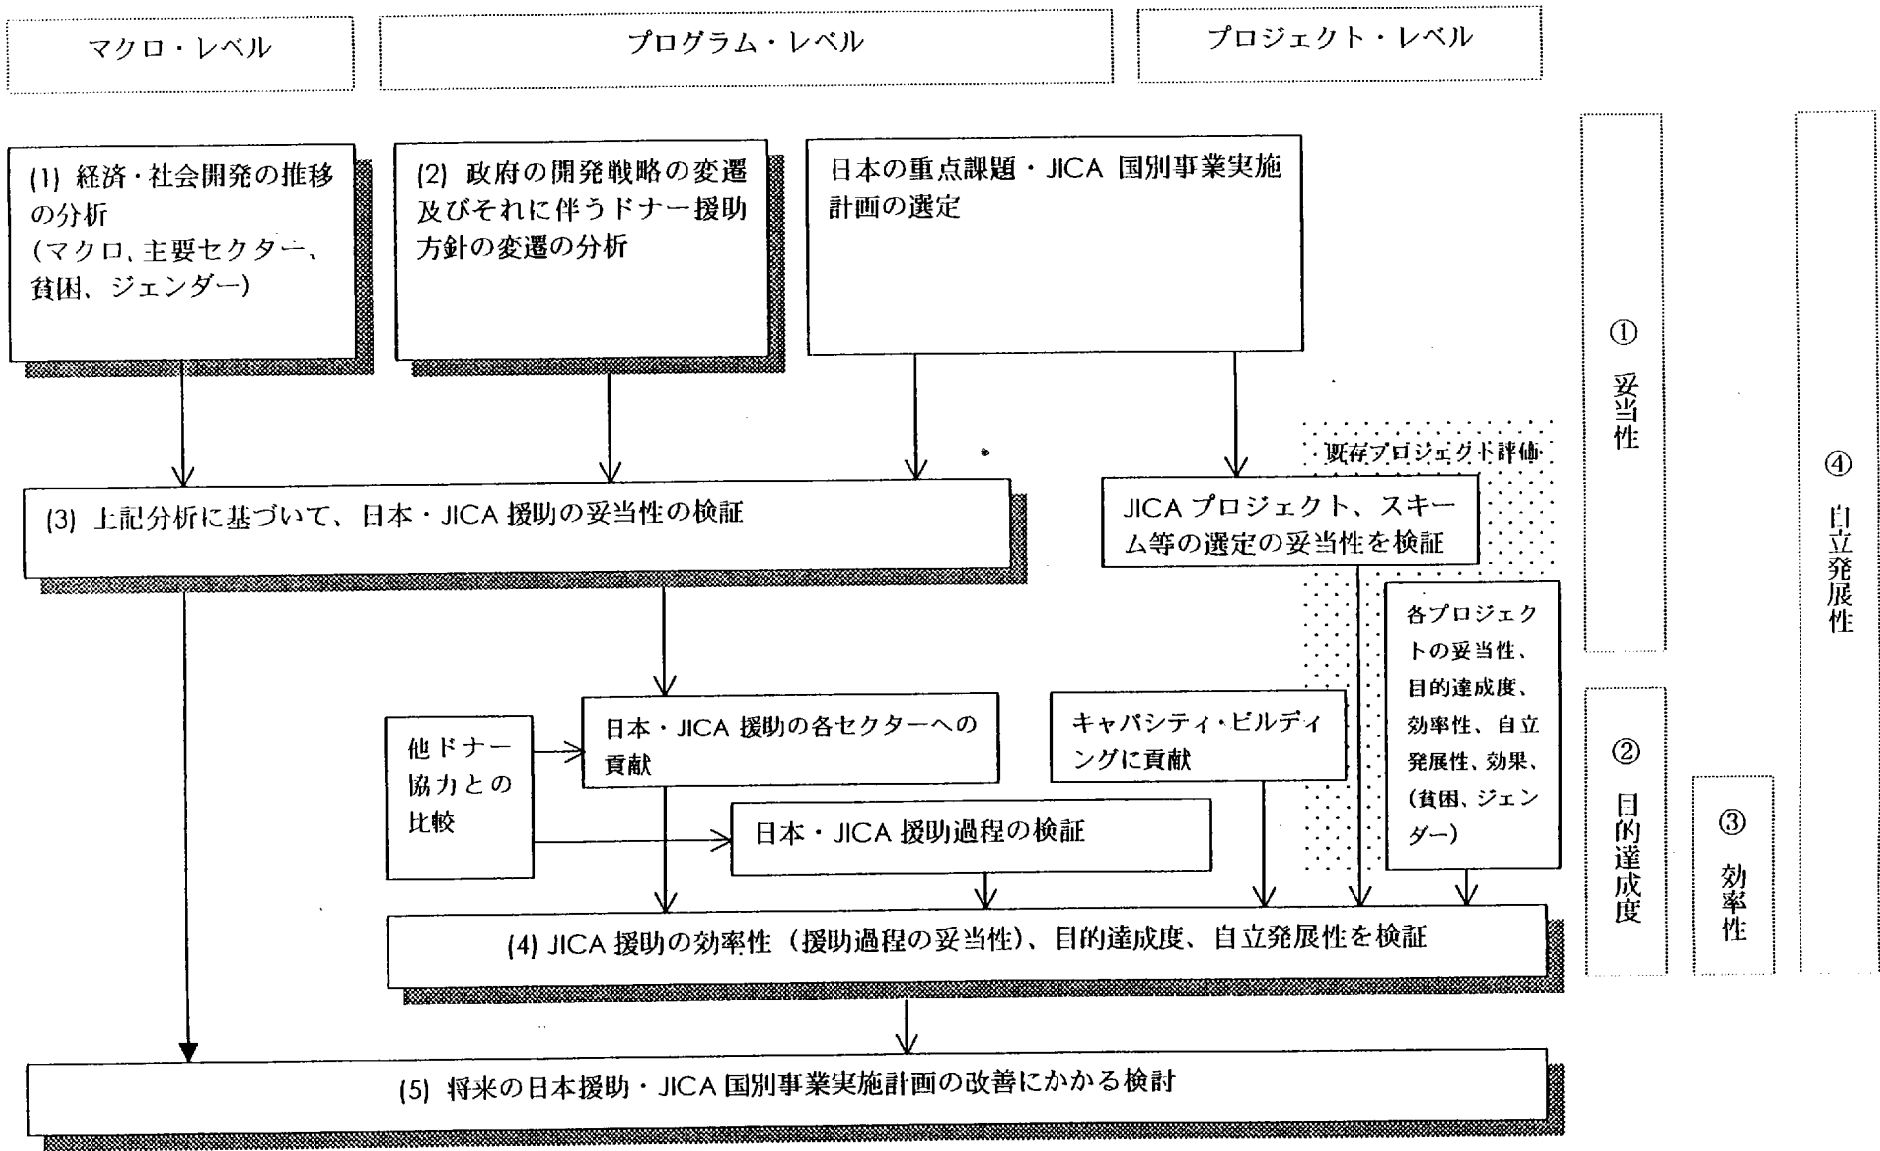 マクロ・レベル
プログラム・レベル
プロジェクト・レベル
(1) 経済・社会開発の推移
の分析
(マクロ、主要セクター、
貧困、ジェンダー)
(2) 政府の開発戦略の変遷
及びそれに伴うドナー援助
方針の変遷の分析
日本の重点課題・JICA 国別事業実施
計画の選定
既存プロジェクト評価
(3) 上記分析に基づいて、日本・JICA 援助の妥当性の検証
JICA プロジェクト、スキー
ム等の選定の妥当性を検証
各プロジェク
トの妥当性、
目的達成度、
効率性、自立
発展性、効果、
(貧困、ジェン
ダー)
他ドナー
協力との
比較
日本・JICA 援助の各セクターへの
貢献
キャパシティ・ビルディ
ングに貢献
日本・JICA 援助過程の検証
(4) JICA 援助の効率性（援助過程の妥当性)、目的達成度、自立発展性を検証
(5) 将来の日本援助・JICA 国別事業実施計画の改善にかかる検討
① 妥当性
② 目的達成度
③ 効率性
④ 自立発展性